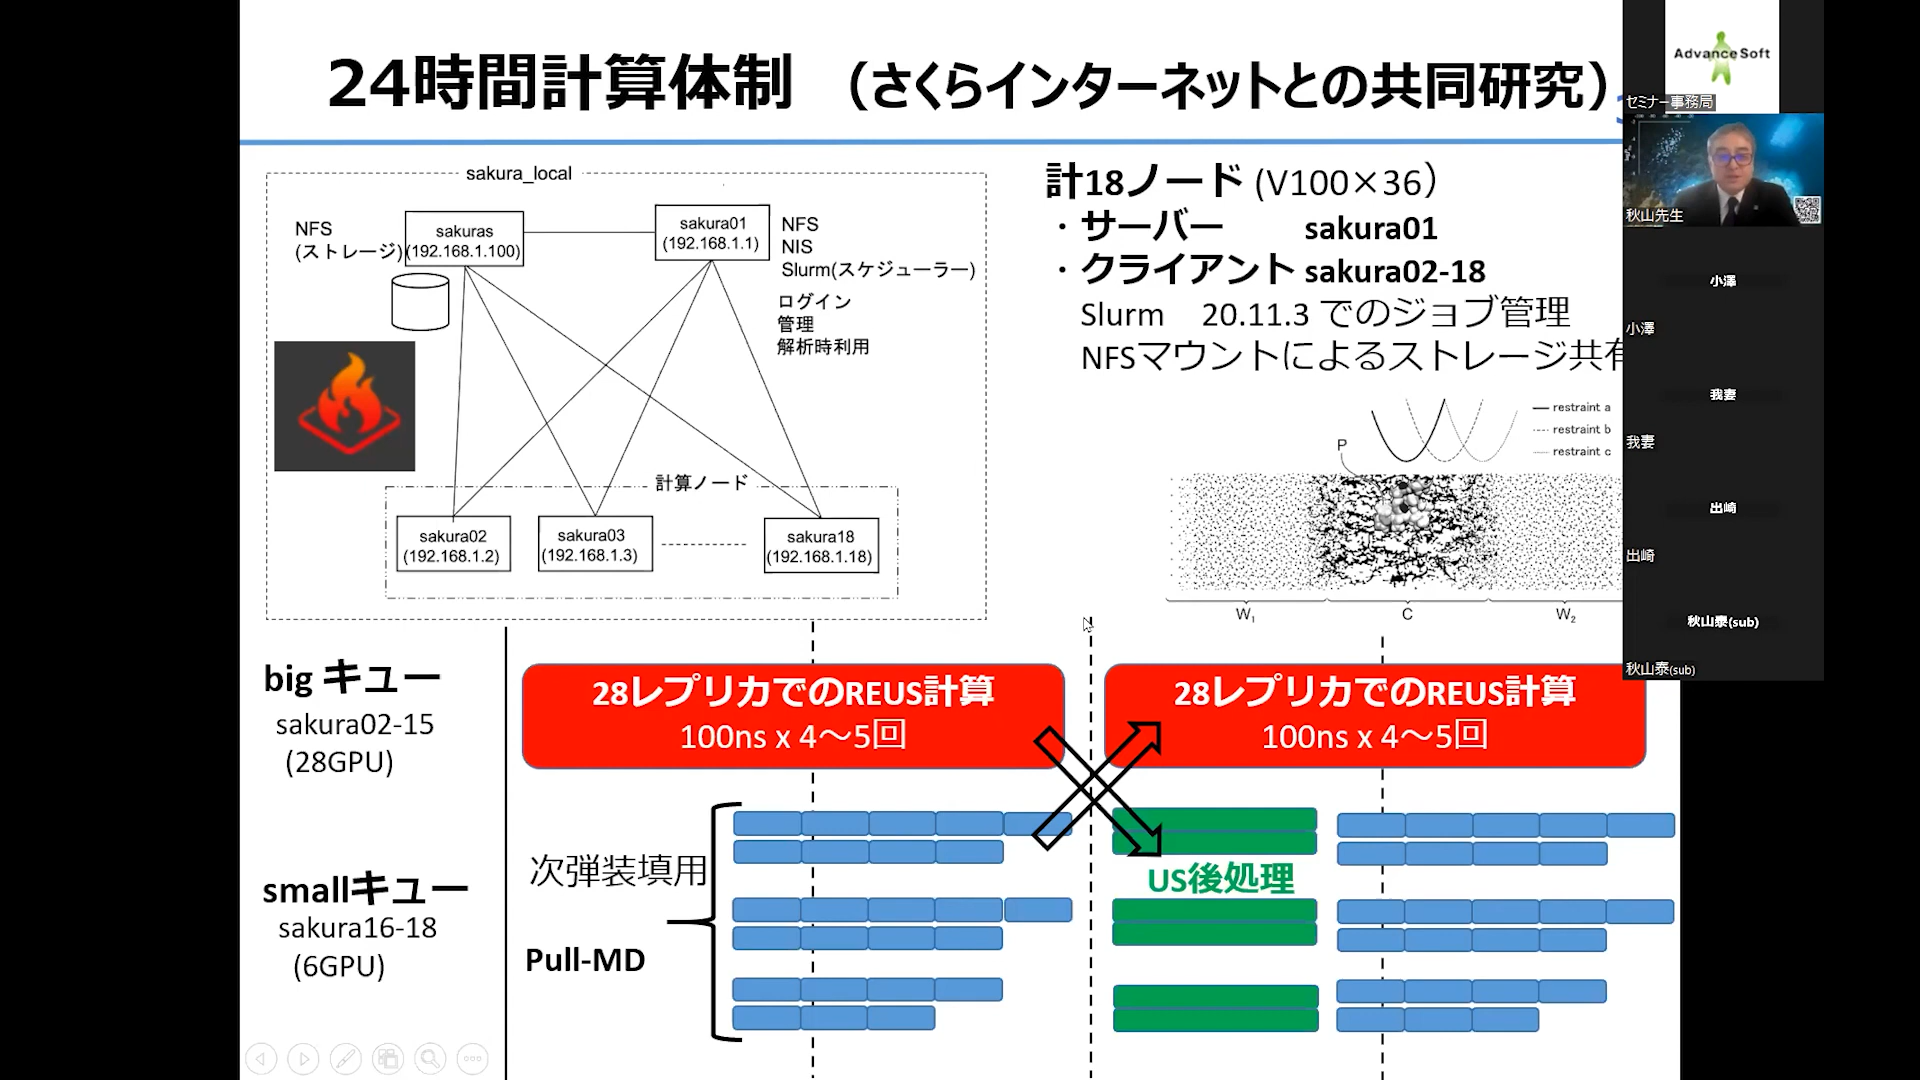 24時間計算体制 （さくらインターネットとの共同研究）
sakura_local
NFS
(ストレージ)
sakuras
(192.168.1.100)
sakura01
(192.168.1.1)
NFS
NIS
Slurm(スケジューラー)
ログイン
管理
解析時利用
計算ノード
sakura02
(192.168.1.2)
sakura03
(192.168.1.3)
sakura18
(192.168.1.18)
計18ノード (V100×36）
・サーバー sakura01
・クライアント sakura02-18
Slurm 20.11.3 でのジョブ管理
NFSマウントによるストレージ共有
restraint a
restraint b
restraint c
P
W1
C
W2
big キュー
sakura02-15
(28GPU)
28レプリカでのREUS計算
100ns x 4～5回
28レプリカでのREUS計算
100ns x 4～5回
smallキュー
sakura16-18
(6GPU)
次弾装填用
Pull-MD
US後処理
AdvanceSoft
セミナー事務局
秋山先生
小澤
小澤
我妻
我妻
出崎
出崎
秋山泰(sub)
秋山泰(sub)